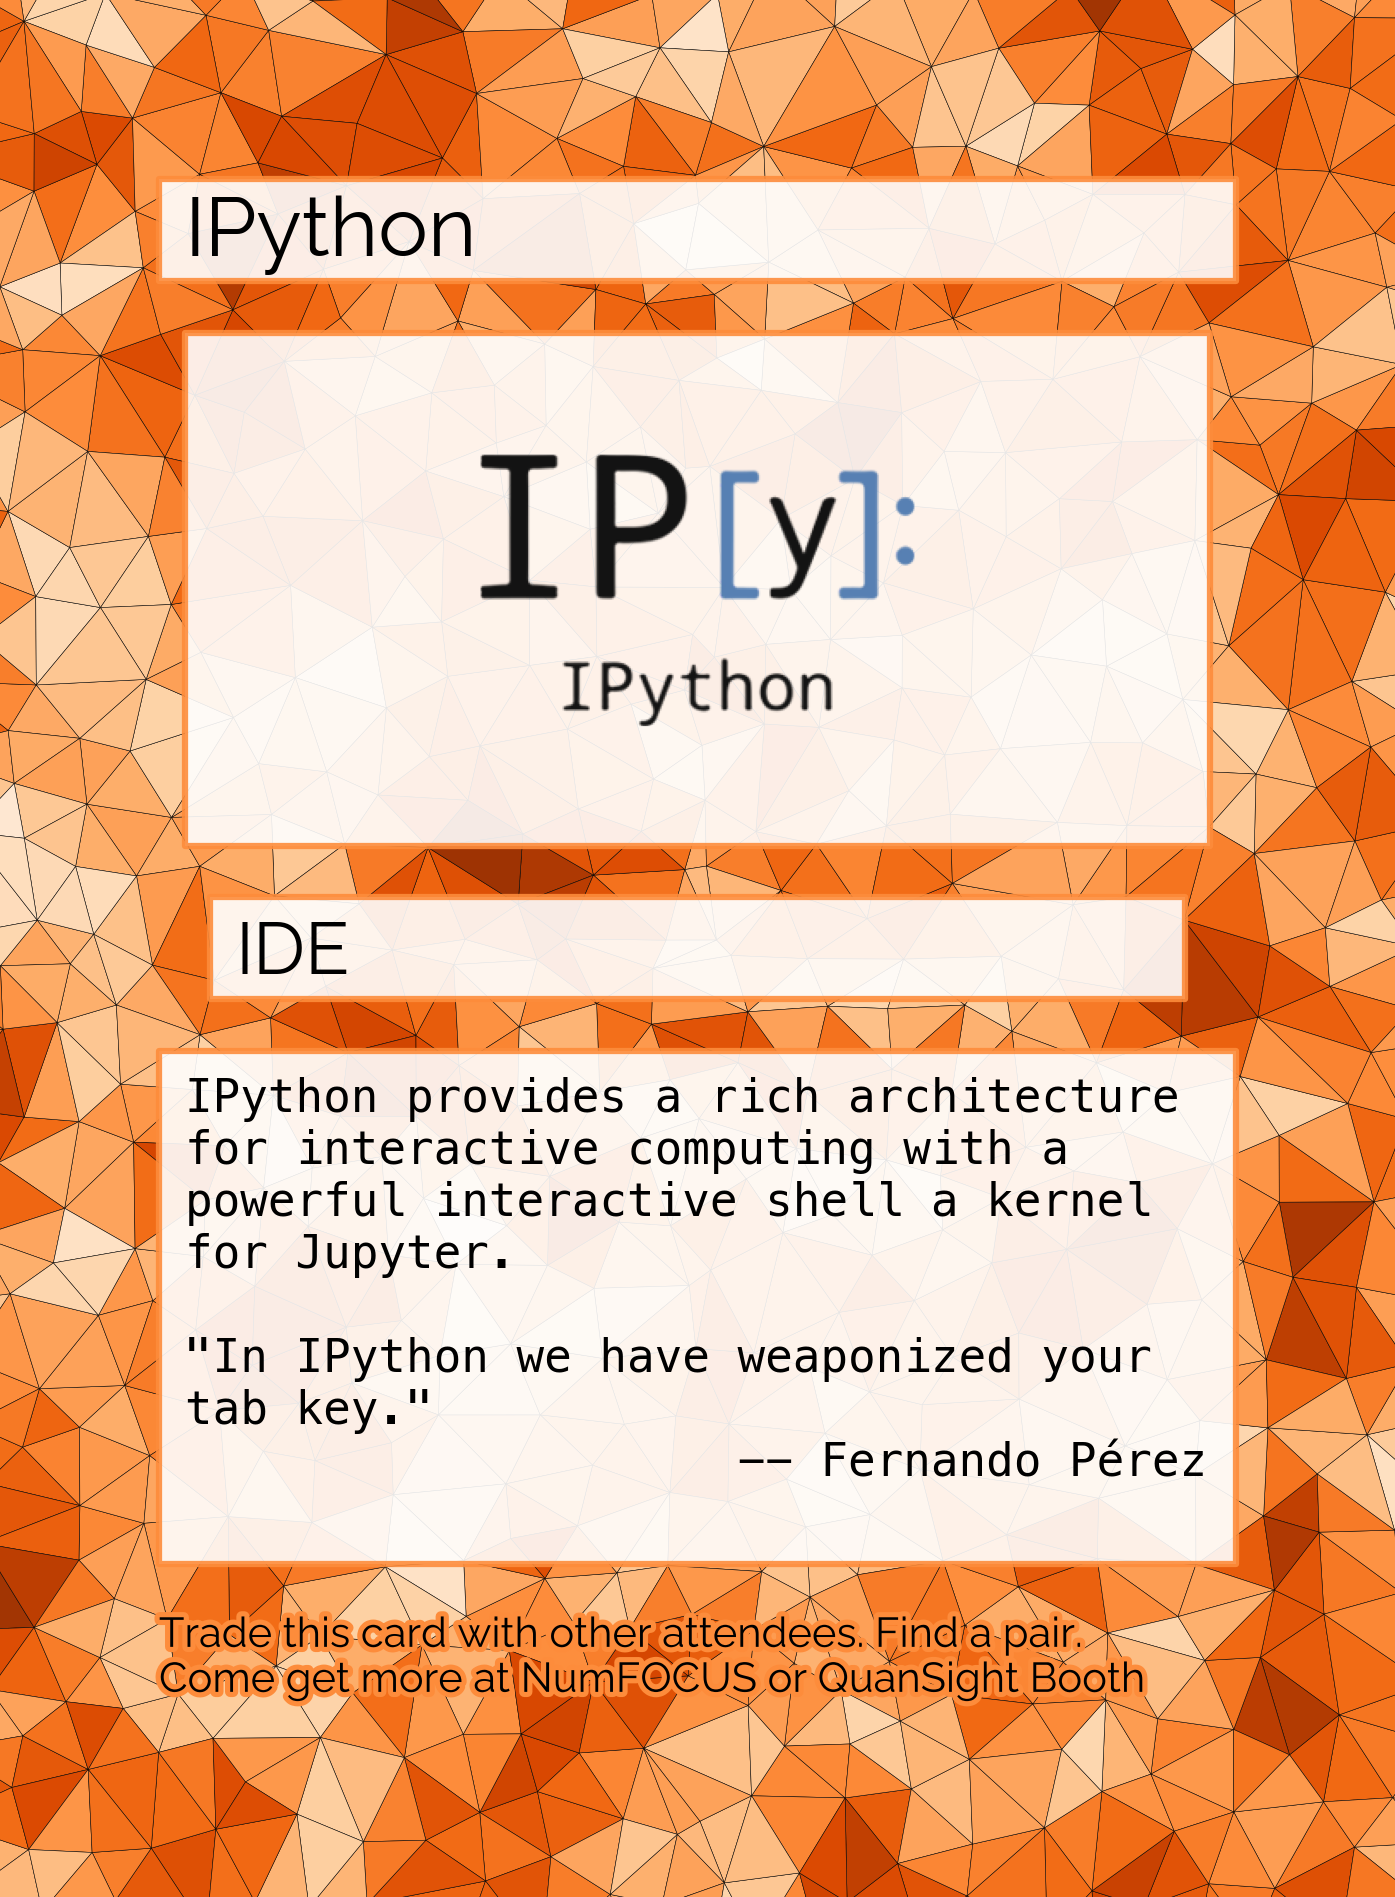 IPython
IP[y]:
IPython
IDE
IPython provides a rich architecture
for interactive computing with a
powerful interactive shell a kernel
for Jupyter.
"In IPython we have weaponized your
tab key."
—— Fernando Pérez
Trade this card with other attendees. Find a pair.
Come get more at NumFOCUS or QuanSight Booth